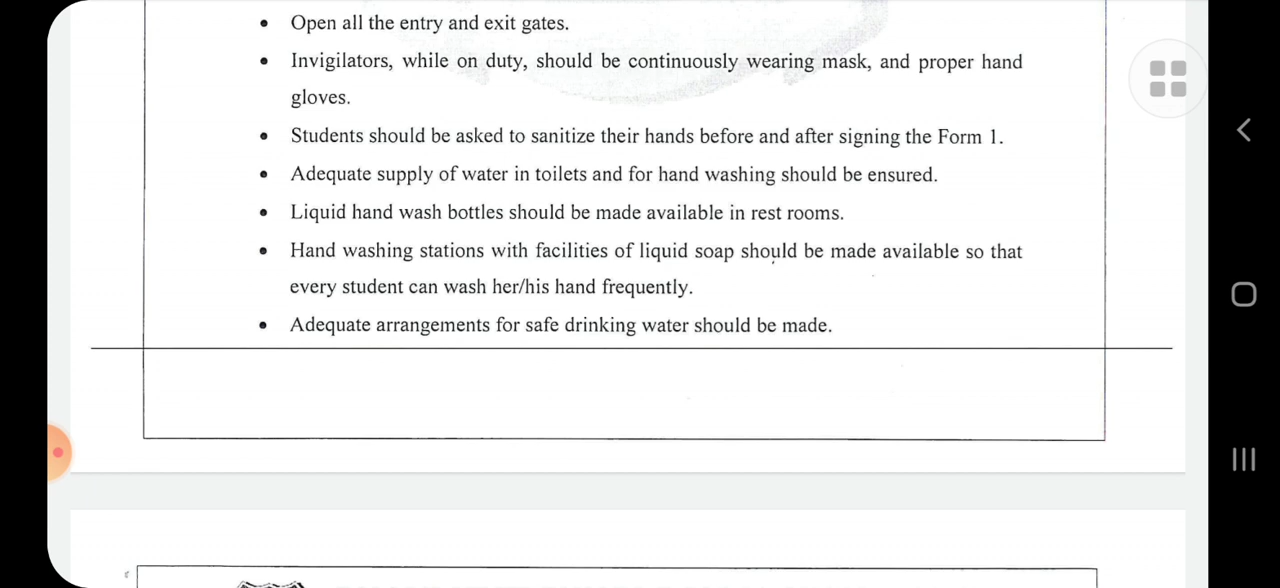 • Open all the entry and exit gates.
• Invigilators, while on duty, should be continuously wearing mask, and proper hand
gloves.
• Students should be asked to sanitize their hands before and after signing the Form 1.
• Adequate supply of water in toilets and for hand washing should be ensured.
• Liquid hand wash bottles should be made available in rest rooms.
• Hand washing stations with facilities of liquid soap should be made available so that
every student can wash her/his hand frequently.
• Adequate arrangements for safe drinking water should be made.